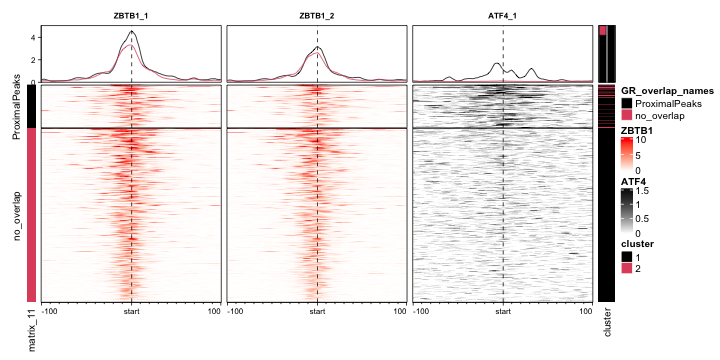 ZBTB1_1
ZBTB1_2
ATF4_1
4
2
0
ProximalPeaks
no_overlap
matrix_11
-100
start
100
-100
start
100
-100
start
100
cluster
GR_overlap_names
ProximalPeaks
no_overlap
ZBTB1
10
5
0
ATF4
1.5
1
0.5
0
cluster
1
2